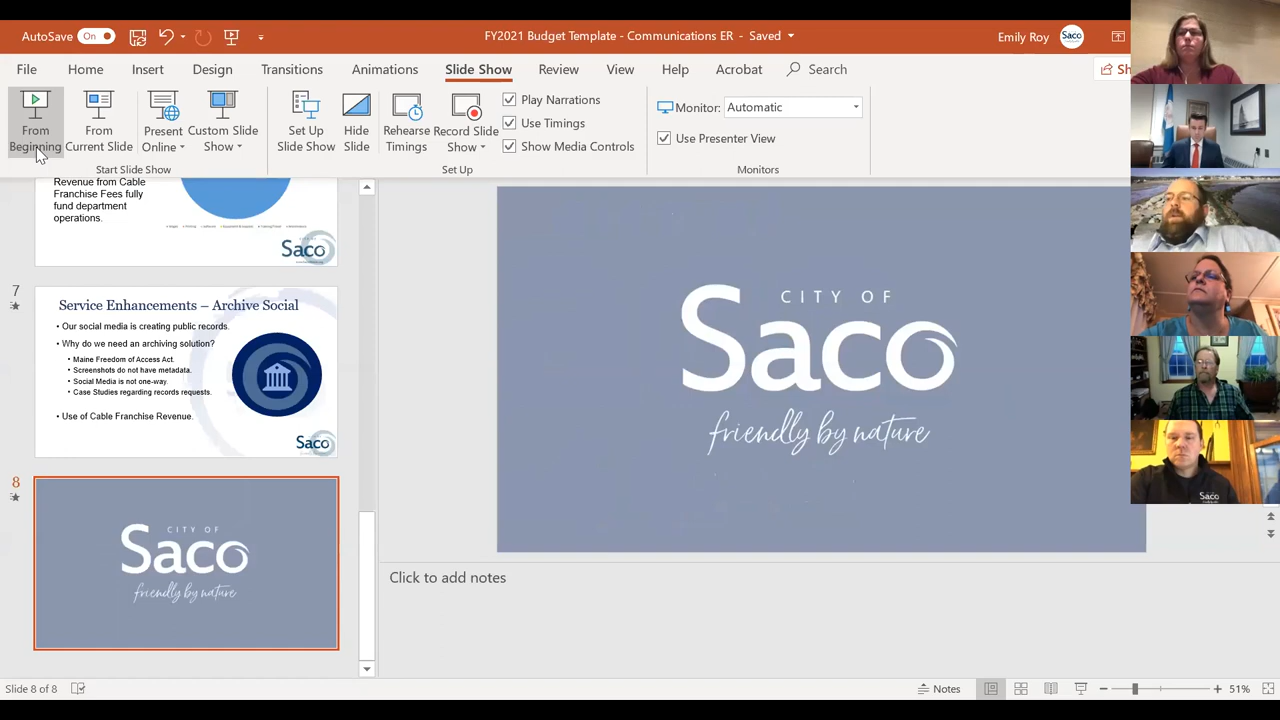 AutoSave On
FY2021 Budget Template - Communications ER - Saved
Emily Roy
Saco
File Home Insert Design Transitions Animations Slide Show Review View Help Acrobat Search
Sh
From Beginning
From Current Slide
Present Online
Custom Slide Show
Start Slide Show
Set Up Slide Show
Hide Slide
Rehearse Timings
Record Slide Show
Play Narrations
Use Timings
Show Media Controls
Set Up
Monitor: Automatic
Use Presenter View
Monitors
Revenue from Cable
Franchise Fees fully
fund department
operations.
Saco
7
Service Enhancements – Archive Social
• Our social media is creating public records.
• Why do we need an archiving solution?
• Maine Freedom of Access Act.
• Screenshots do not have metadata.
• Social Media is not one-way.
• Case Studies regarding records requests.
• Use of Cable Franchise Revenue.
Saco
8
CITY OF
Saco
friendly by nature
CITY OF
Saco
friendly by nature
Click to add notes
Saco
Slide 8 of 8
Notes
51%